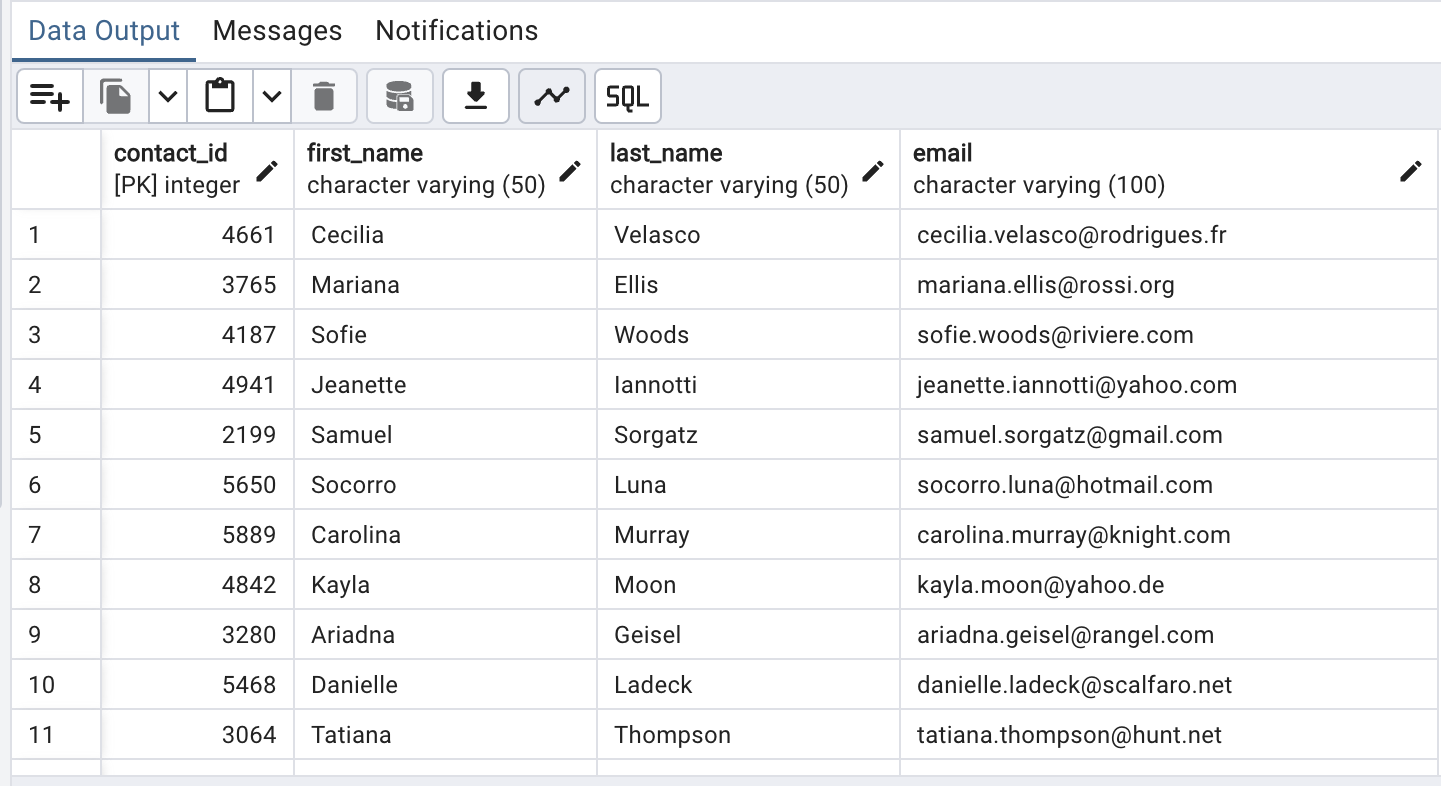 Data Output Messages Notifications
SQL
contact_id first_name last_name email
[PK] integer character varying (50) character varying (50) character varying (100)
1 4661 Cecilia Velasco cecilia.velasco@rodrigues.fr
2 3765 Mariana Ellis mariana.ellis@rossi.org
3 4187 Sofie Woods sofie.woods@riviere.com
4 4941 Jeanette Iannotti jeanette.iannotti@yahoo.com
5 2199 Samuel Sorgatz samuel.sorgatz@gmail.com
6 5650 Socorro Luna socorro.luna@hotmail.com
7 5889 Carolina Murray carolina.murray@knight.com
8 4842 Kayla Moon kayla.moon@yahoo.de
9 3280 Ariadna Geisel ariadna.geisel@rangel.com
10 5468 Danielle Ladeck danielle.ladeck@scalfaro.net
11 3064 Tatiana Thompson tatiana.thompson@hunt.net